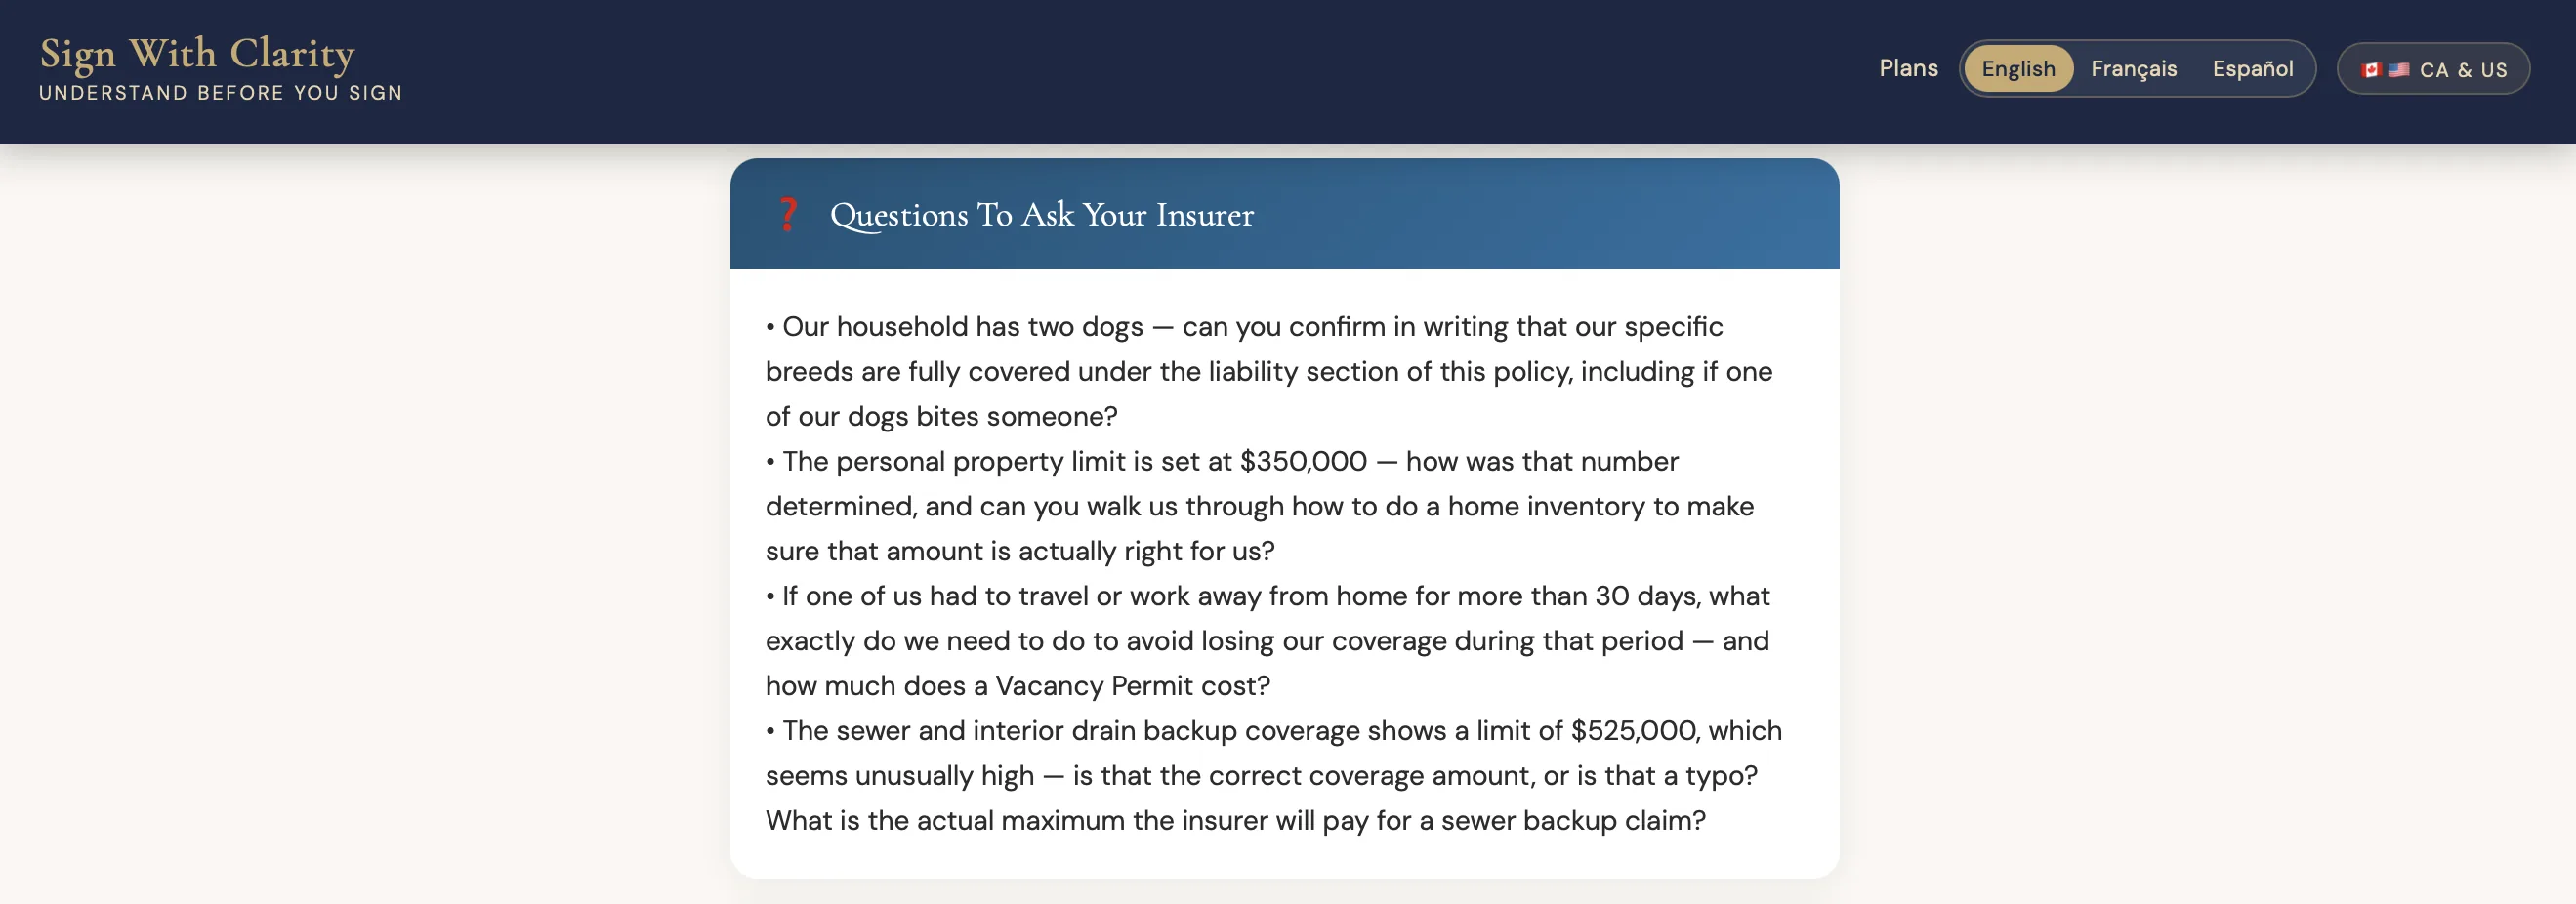 Sign With Clarity
UNDERSTAND BEFORE YOU SIGN
Plans
English
Français
Español
CA & US
Questions To Ask Your Insurer
• Our household has two dogs — can you confirm in writing that our specific
breeds are fully covered under the liability section of this policy, including if one
of our dogs bites someone?
• The personal property limit is set at $350,000 — how was that number
determined, and can you walk us through how to do a home inventory to make
sure that amount is actually right for us?
• If one of us had to travel or work away from home for more than 30 days, what
exactly do we need to do to avoid losing our coverage during that period — and
how much does a Vacancy Permit cost?
• The sewer and interior drain backup coverage shows a limit of $525,000, which
seems unusually high — is that the correct coverage amount, or is that a typo?
What is the actual maximum the insurer will pay for a sewer backup claim?